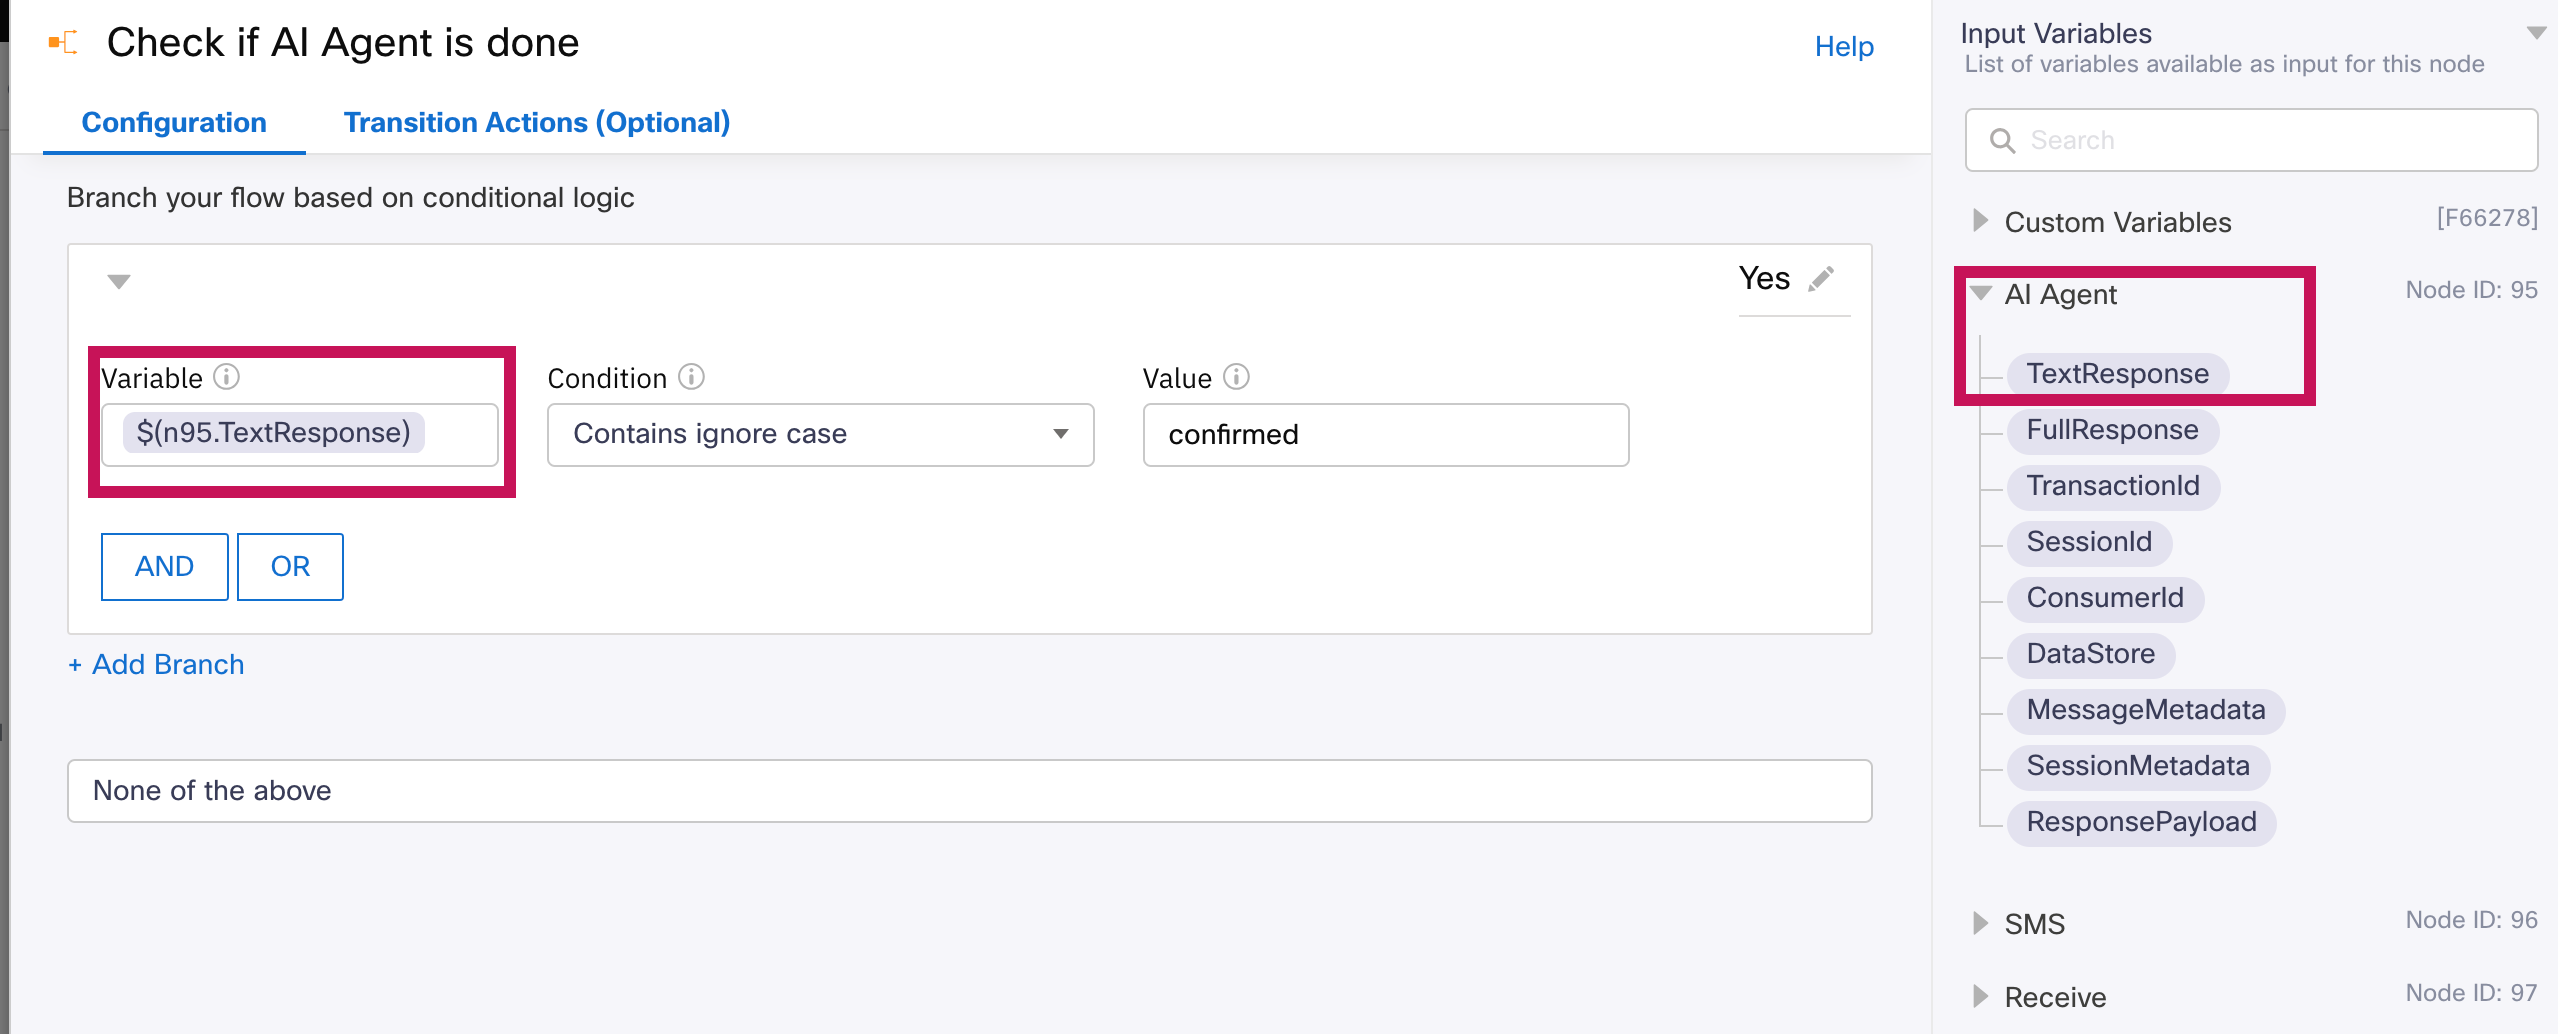 Check if AI Agent is done
Help
Configuration
Transition Actions (Optional)
Branch your flow based on conditional logic
Yes
Variable
Condition
Value
$(n95.TextResponse)
Contains ignore case
confirmed
AND
OR
+ Add Branch
None of the above
Input Variables
List of variables available as input for this node
Search
Custom Variables
[F66278]
AI Agent
Node ID: 95
TextResponse
FullResponse
TransactionId
SessionId
ConsumerId
DataStore
MessageMetadata
SessionMetadata
ResponsePayload
SMS
Node ID: 96
Receive
Node ID: 97